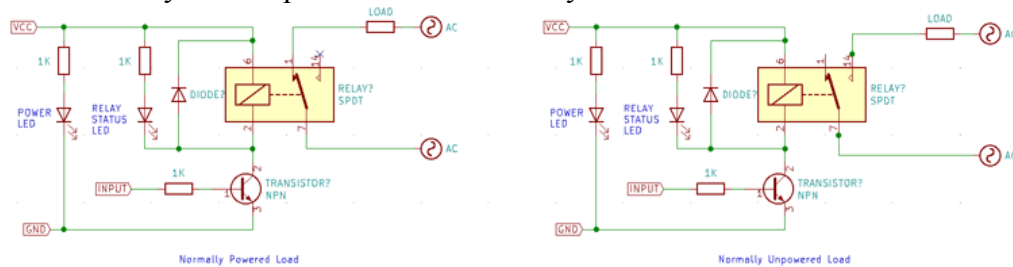 VCC
LOAD
AC
1K
1K
DIODE?
6
1
14
RELAY?
SPDT
POWER
LED
RELAY
STATUS
LED
2
7
AC
1K
INPUT
2
TRANSISTOR?
NPN
1
3
GND
Normally Powered Load
VCC
LOAD
AC
1K
1K
DIODE?
6
1
14
RELAY?
SPDT
POWER
LED
RELAY
STATUS
LED
2
7
AC
1K
INPUT
2
TRANSISTOR?
NPN
1
3
GND
Normally Unpowered Load